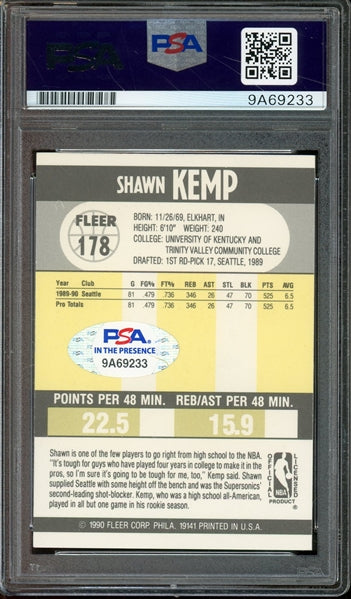 PSA
PSA
9A69233
SHAWN KEMP
FLEER
178
BORN: 11/26/69, ELKHART, IN
HEIGHT: 6'10" WEIGHT: 240
COLLEGE: UNIVERSITY OF KENTUCKY AND
TRINITY VALLEY COMMUNITY COLLEGE
DRAFTED: 1ST RD-PICK 17, SEATTLE, 1989
Year Club G FG% FT% REB AST STL BLK PTS AVG
1989-90 Seattle 81 .479 .736 346 26 47 70 525 6.5
Pro Totals 81 .479 .736 346 26 47 70 525 6.5
PSA
IN THE PRESENCE
9A69233
POINTS PER 48 MIN. REB/AST PER 48 MIN.
22.5 15.9
Shawn is one of the few players to go right from high school to the NBA.
"It's tough for guys who have played four years in college to make it in the
pros, so I'm sure it's going to be tough for me, too," Kemp said. Shawn
supplied Seattle with some height off the bench and was the Supersonics'
second-leading shot-blocker. Kemp, who was a high school all-American,
played in all but one game in his rookie season.
OFFICIAL LICENSED
NBA
PRODUCT
© 1990 FLEER CORP. PHILA. 19141 PRINTED IN U.S.A.